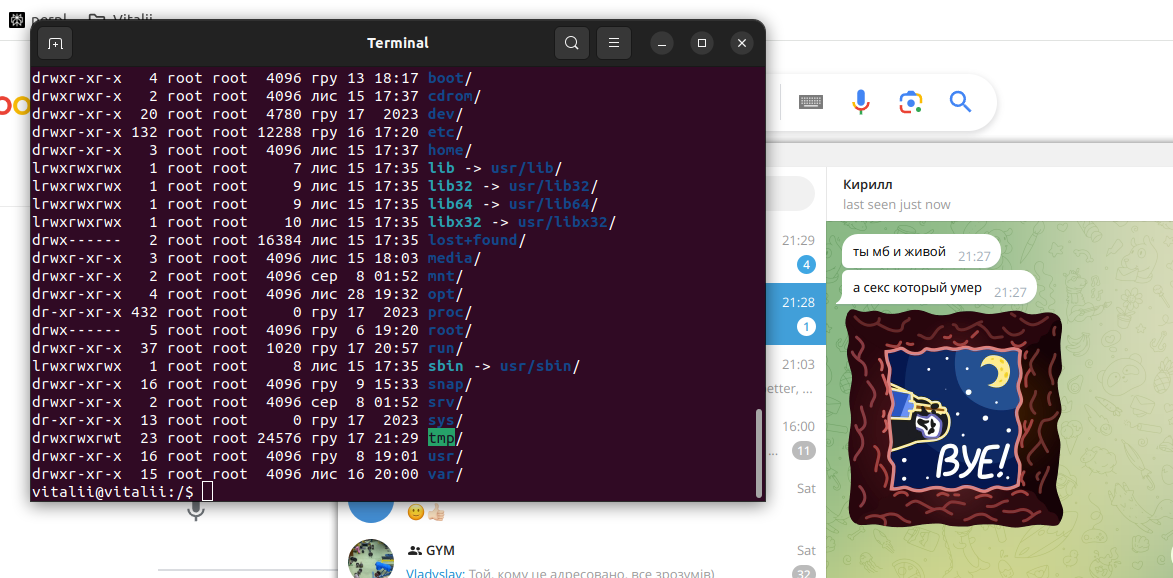 Vitalii
Terminal
drwxr-xr-x   4 root root  4096 гру 13 18:17 boot/
drwxrwxr-x   2 root root  4096 лис 15 17:37 cdrom/
drwxr-xr-x  20 root root  4780 гру 17  2023 dev/
drwxr-xr-x 132 root root 12288 гру 16 17:20 etc/
drwxr-xr-x   3 root root  4096 лис 15 17:37 home/
lrwxrwxrwx   1 root root     7 лис 15 17:35 lib -> usr/lib/
lrwxrwxrwx   1 root root     9 лис 15 17:35 lib32 -> usr/lib32/
lrwxrwxrwx   1 root root     9 лис 15 17:35 lib64 -> usr/lib64/
lrwxrwxrwx   1 root root    10 лис 15 17:35 libx32 -> usr/libx32/
drwx------   2 root root 16384 лис 15 17:35 lost+found/
drwxr-xr-x   3 root root  4096 лис 15 18:03 media/
drwxr-xr-x   2 root root  4096 сер  8 01:52 mnt/
drwxr-xr-x   4 root root  4096 лис 28 19:32 opt/
dr-xr-xr-x 432 root root     0 гру 17  2023 proc/
drwx------   5 root root  4096 гру  6 19:20 root/
drwxr-xr-x  37 root root  1020 гру 17 20:57 run/
lrwxrwxrwx   1 root root     8 лис 15 17:35 sbin -> usr/sbin/
drwxr-xr-x  16 root root  4096 гру  9 15:33 snap/
drwxr-xr-x   2 root root  4096 сер  8 01:52 srv/
dr-xr-xr-x  13 root root     0 гру 17  2023 sys/
drwxrwxrwt  23 root root 24576 гру 17 21:29 tmp/
drwxr-xr-x  16 root root  4096 гру  8 19:01 usr/
drwxr-xr-x  15 root root  4096 лис 16 20:00 var/
vitalii@vitalii:/$
21:29
4
21:28
1
21:03
etter, ...
16:00
... 11
Sat
GYM
Sat
Vladyslav: Той, кому це адресовано, все зрозумів)
32
Кирилл
last seen just now
ты мб и живой 21:27
а секс который умер 21:27
BYE!